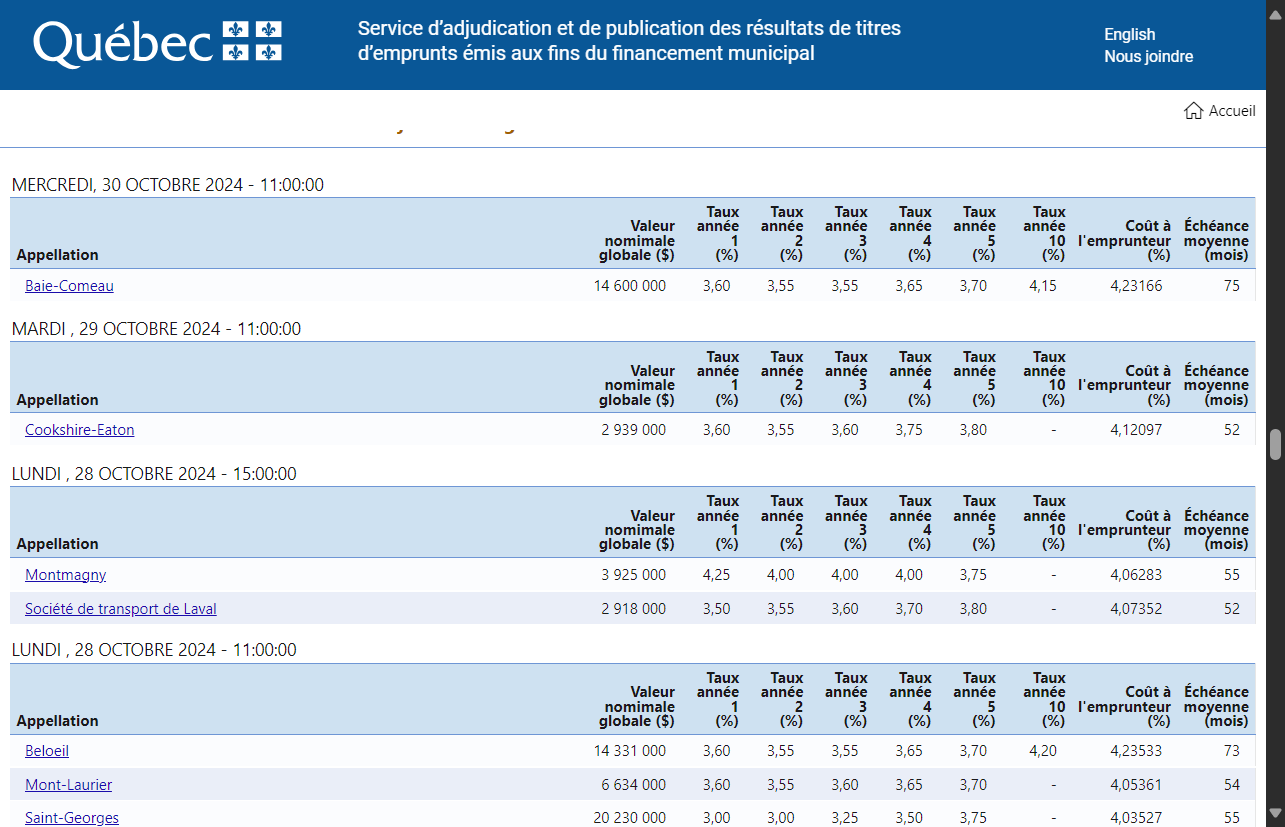 Québec
Service d’adjudication et de publication des résultats de titres
d’emprunts émis aux fins du financement municipal
English
Nous joindre
Accueil
MERCREDI, 30 OCTOBRE 2024 - 11:00:00
Appellation Valeur nomimale globale ($) Taux année 1 (%) Taux année 2 (%) Taux année 3 (%) Taux année 4 (%) Taux année 5 (%) Taux année 10 (%) Coût à l'emprunteur (%) Échéance moyenne (mois)
Baie-Comeau 14 600 000 3,60 3,55 3,55 3,65 3,70 4,15 4,23166 75
MARDI , 29 OCTOBRE 2024 - 11:00:00
Appellation Valeur nomimale globale ($) Taux année 1 (%) Taux année 2 (%) Taux année 3 (%) Taux année 4 (%) Taux année 5 (%) Taux année 10 (%) Coût à l'emprunteur (%) Échéance moyenne (mois)
Cookshire-Eaton 2 939 000 3,60 3,55 3,60 3,75 3,80 - 4,12097 52
LUNDI , 28 OCTOBRE 2024 - 15:00:00
Appellation Valeur nomimale globale ($) Taux année 1 (%) Taux année 2 (%) Taux année 3 (%) Taux année 4 (%) Taux année 5 (%) Taux année 10 (%) Coût à l'emprunteur (%) Échéance moyenne (mois)
Montmagny 3 925 000 4,25 4,00 4,00 4,00 3,75 - 4,06283 55
Société de transport de Laval 2 918 000 3,50 3,55 3,60 3,70 3,80 - 4,07352 52
LUNDI , 28 OCTOBRE 2024 - 11:00:00
Appellation Valeur nomimale globale ($) Taux année 1 (%) Taux année 2 (%) Taux année 3 (%) Taux année 4 (%) Taux année 5 (%) Taux année 10 (%) Coût à l'emprunteur (%) Échéance moyenne (mois)
Beloeil 14 331 000 3,60 3,55 3,55 3,65 3,70 4,20 4,23533 73
Mont-Laurier 6 634 000 3,60 3,55 3,60 3,65 3,70 - 4,05361 54
Saint-Georges 20 230 000 3,00 3,00 3,25 3,50 3,75 - 4,03527 55